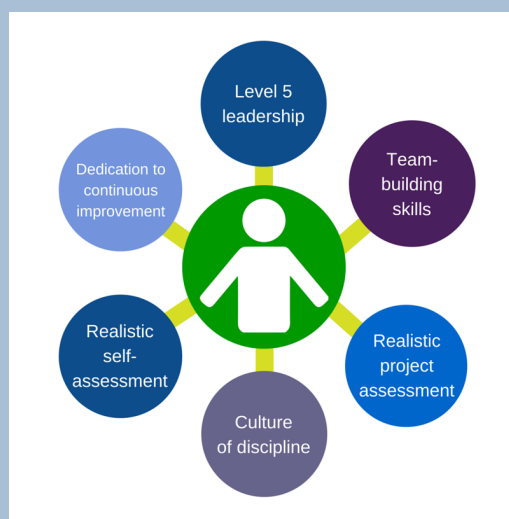 Level 5
leadership
Team-
building
skills
Realistic
project
assessment
Culture
of discipline
Realistic
self-
assessment
Dedication to
continuous
improvement